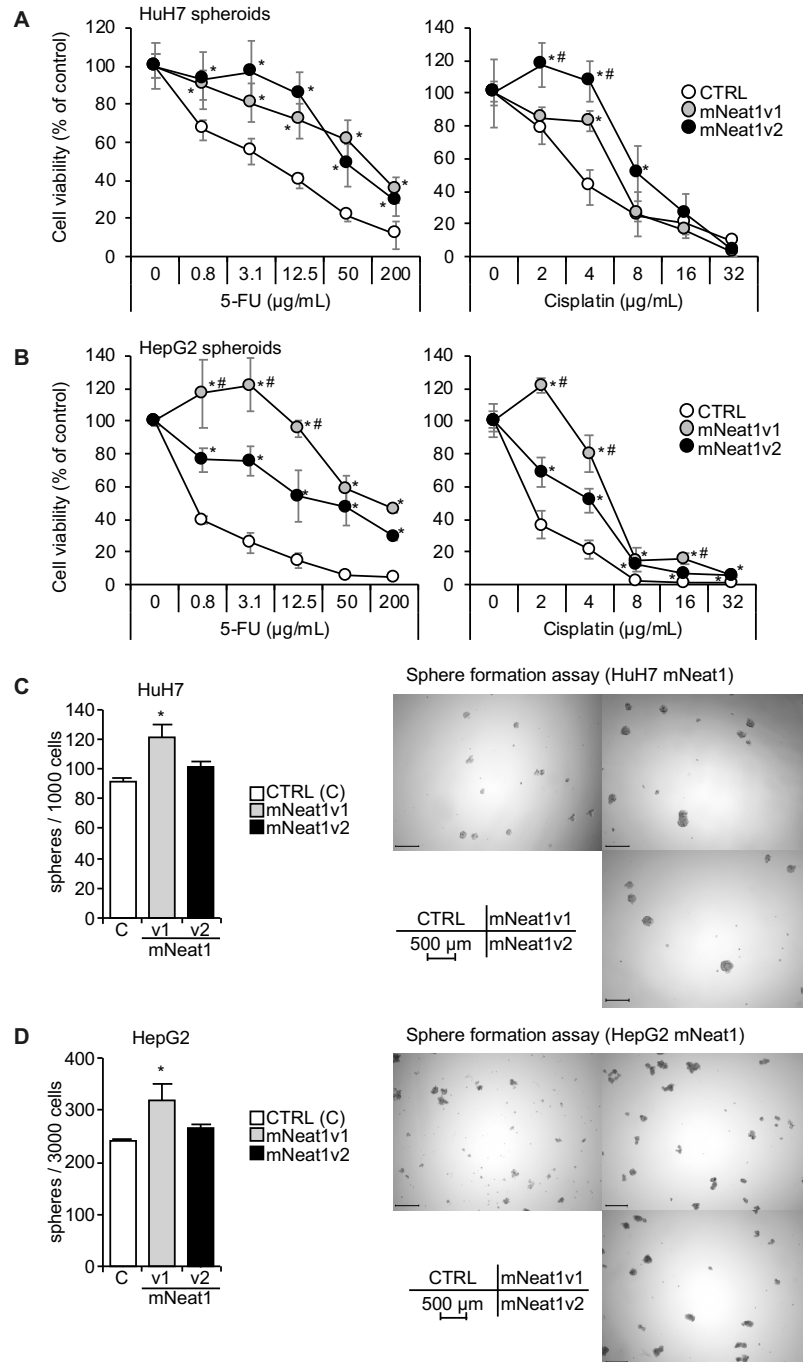 A
HuH7 spheroids
Cell viability (% of control)
120
100
80
60
40
20
0
* * * * * * * * * *
0 0.8 3.1 12.5 50 200
5-FU (µg/mL)
140
120
100
80
60
40
20
0
*# *# * *
0 2 4 8 16 32
Cisplatin (µg/mL)
CTRL
mNeat1v1
mNeat1v2
B
HepG2 spheroids
Cell viability (% of control)
140
120
100
80
60
40
20
0
*# *# *# * * * * * * *
0 0.8 3.1 12.5 50 200
5-FU (µg/mL)
140
120
100
80
60
40
20
0
*# *# * * * * *# * * *
0 2 4 8 16 32
Cisplatin (µg/mL)
CTRL
mNeat1v1
mNeat1v2
C
HuH7
spheres / 1000 cells
140
120
100
80
60
40
20
0
*
C v1 v2
mNeat1
CTRL (C)
mNeat1v1
mNeat1v2
Sphere formation assay (HuH7 mNeat1)
CTRL mNeat1v1
500 µm mNeat1v2
D
HepG2
spheres / 3000 cells
400
300
200
100
0
*
C v1 v2
mNeat1
CTRL (C)
mNeat1v1
mNeat1v2
Sphere formation assay (HepG2 mNeat1)
CTRL mNeat1v1
500 µm mNeat1v2